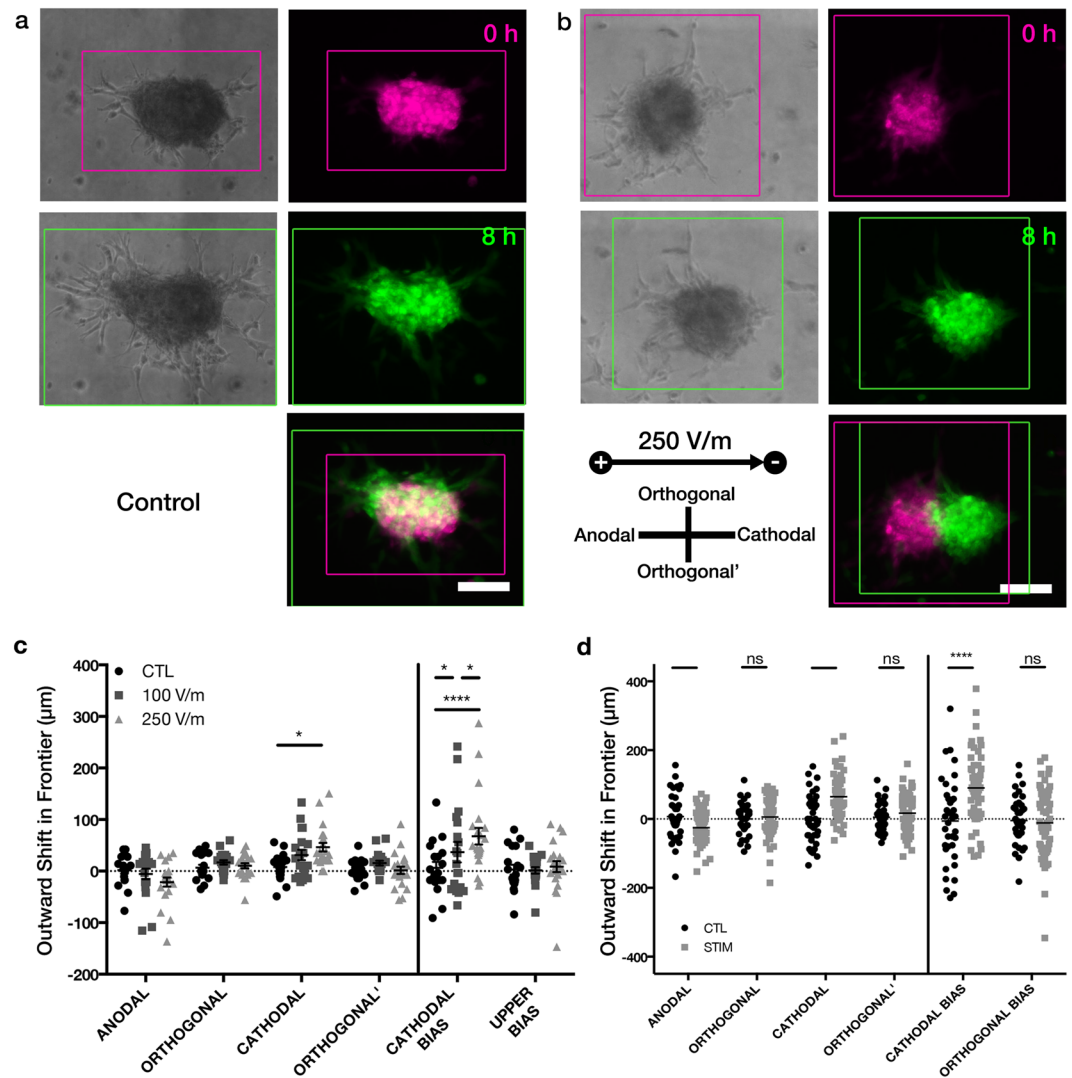 a
0 h
8 h
Control
b
0 h
8 h
250 V/m
+
-
Orthogonal
Anodal
Cathodal
Orthogonal'
c
CTL
100 V/m
250 V/m
Outward Shift in Frontier (μm)
400
300
200
100
0
-100
-200
*
* *
****
ANODAL
ORTHOGONAL
CATHODAL
ORTHOGONAL'
CATHODAL
BIAS
UPPER
BIAS
d
Outward Shift in Frontier (μm)
400
200
0
-200
-400
ns
ns
****
ns
CTL
STIM
ANODAL
ORTHOGONAL
CATHODAL
ORTHOGONAL'
CATHODAL BIAS
ORTHOGONAL BIAS